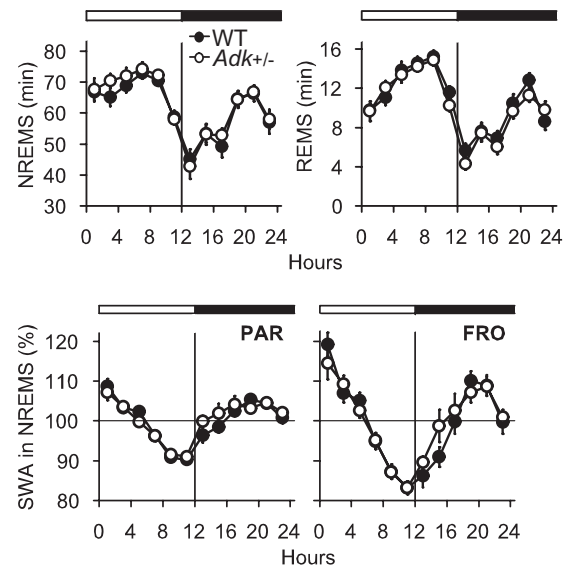 WT
Adk+/-
NREMS (min)
80
70
60
50
40
30
0 4 8 12 16 20 24
REMS (min)
16
12
8
4
0
0 4 8 12 16 20 24
Hours
PAR
SWA in NREMS (%)
120
110
100
90
80
0 4 8 12 16 20 24
FRO
0 4 8 12 16 20 24
Hours